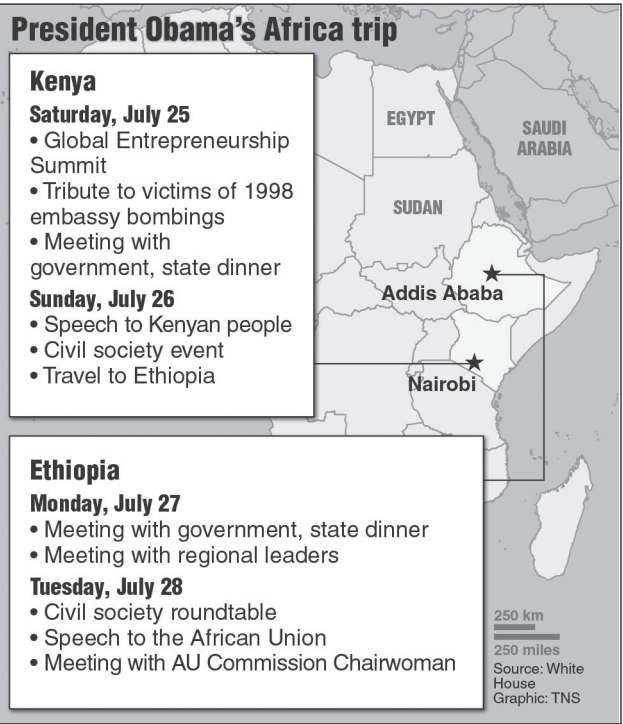 President Obama's Africa trip
Kenya
Saturday, July 25
• Global Entrepreneurship
Summit
• Tribute to victims of 1998
embassy bombings
• Meeting with
government, state dinner
Sunday, July 26
• Speech to Kenyan people
• Civil society event
• Travel to Ethiopia
EGYPT
SAUDI
ARABIA
SUDAN
Addis Ababa
Nairobi
Ethiopia
Monday, July 27
• Meeting with government, state dinner
• Meeting with regional leaders
Tuesday, July 28
• Civil society roundtable
• Speech to the African Union
• Meeting with AU Commission Chairwoman
250 km
250 miles
Source: White
House
Graphic: TNS